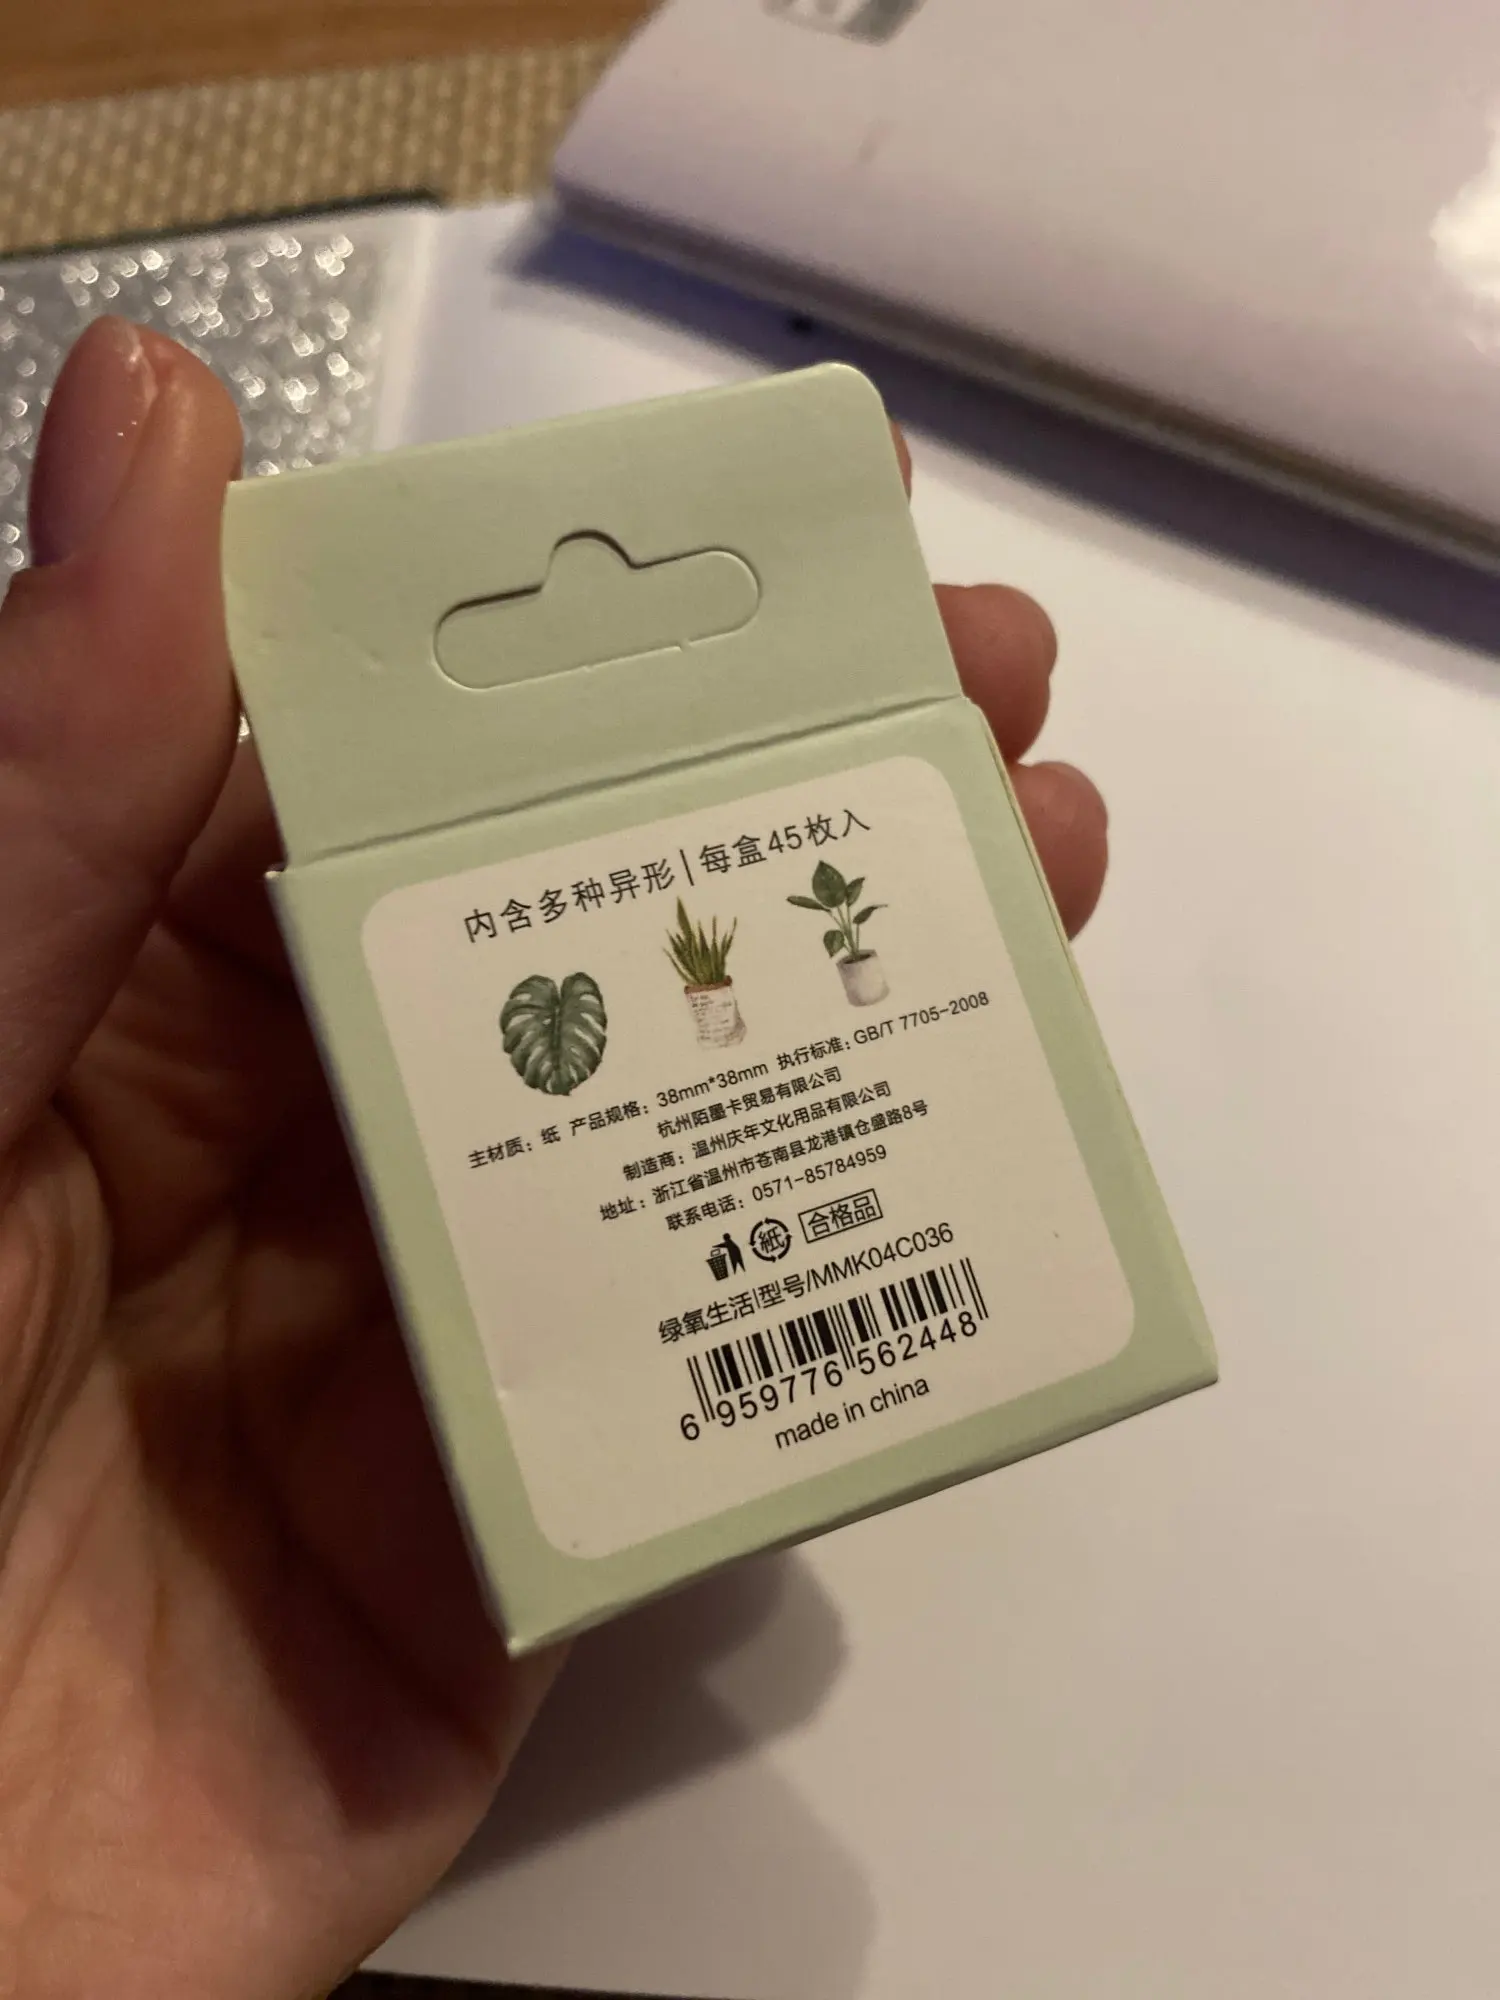 内含多种异形|每盒45枚入
主材质：纸 产品规格：38mm*38mm 执行标准：GB/T 7705-2008
杭州陌墨卡贸易有限公司
制造商：温州庆年文化用品有限公司
地址：浙江省温州市苍南县龙港镇仓盛路8号
联系电话：0571-85784959
紙 合格品
绿氧生活|型号/MMK04C036
6 959776 562448
made in china